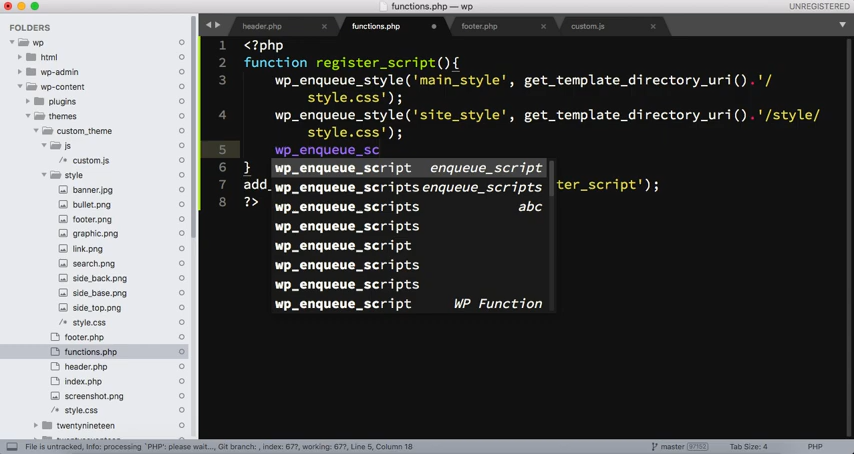 functions.php — wp
UNREGISTERED
FOLDERS
wp
html
wp-admin
wp-content
plugins
themes
custom_theme
js
/* custom.js
style
banner.jpg
bullet.png
footer.png
graphic.png
link.png
search.png
side_back.png
side_base.png
side_top.png
/* style.css
footer.php
functions.php
header.php
index.php
screenshot.png
/* style.css
twentynineteen
header.php
functions.php
footer.php
custom.js
1 <?php
2 function register_script(){
3 wp_enqueue_style('main_style', get_template_directory_uri().'/
style.css');
4 wp_enqueue_style('site_style', get_template_directory_uri().'/style/
style.css');
5 wp_enqueue_sc
6 }
7 add_ ter_script');
8 ?>
wp_enqueue_script enqueue_script
wp_enqueue_scripts enqueue_scripts
wp_enqueue_scripts abc
wp_enqueue_scripts
wp_enqueue_script
wp_enqueue_scripts
wp_enqueue_scripts
wp_enqueue_script WP Function
File is untracked, Info: processing `PHP': please wait..., Git branch: , index: 67?, working: 67?, Line 5, Column 18
master
Tab Size: 4
PHP